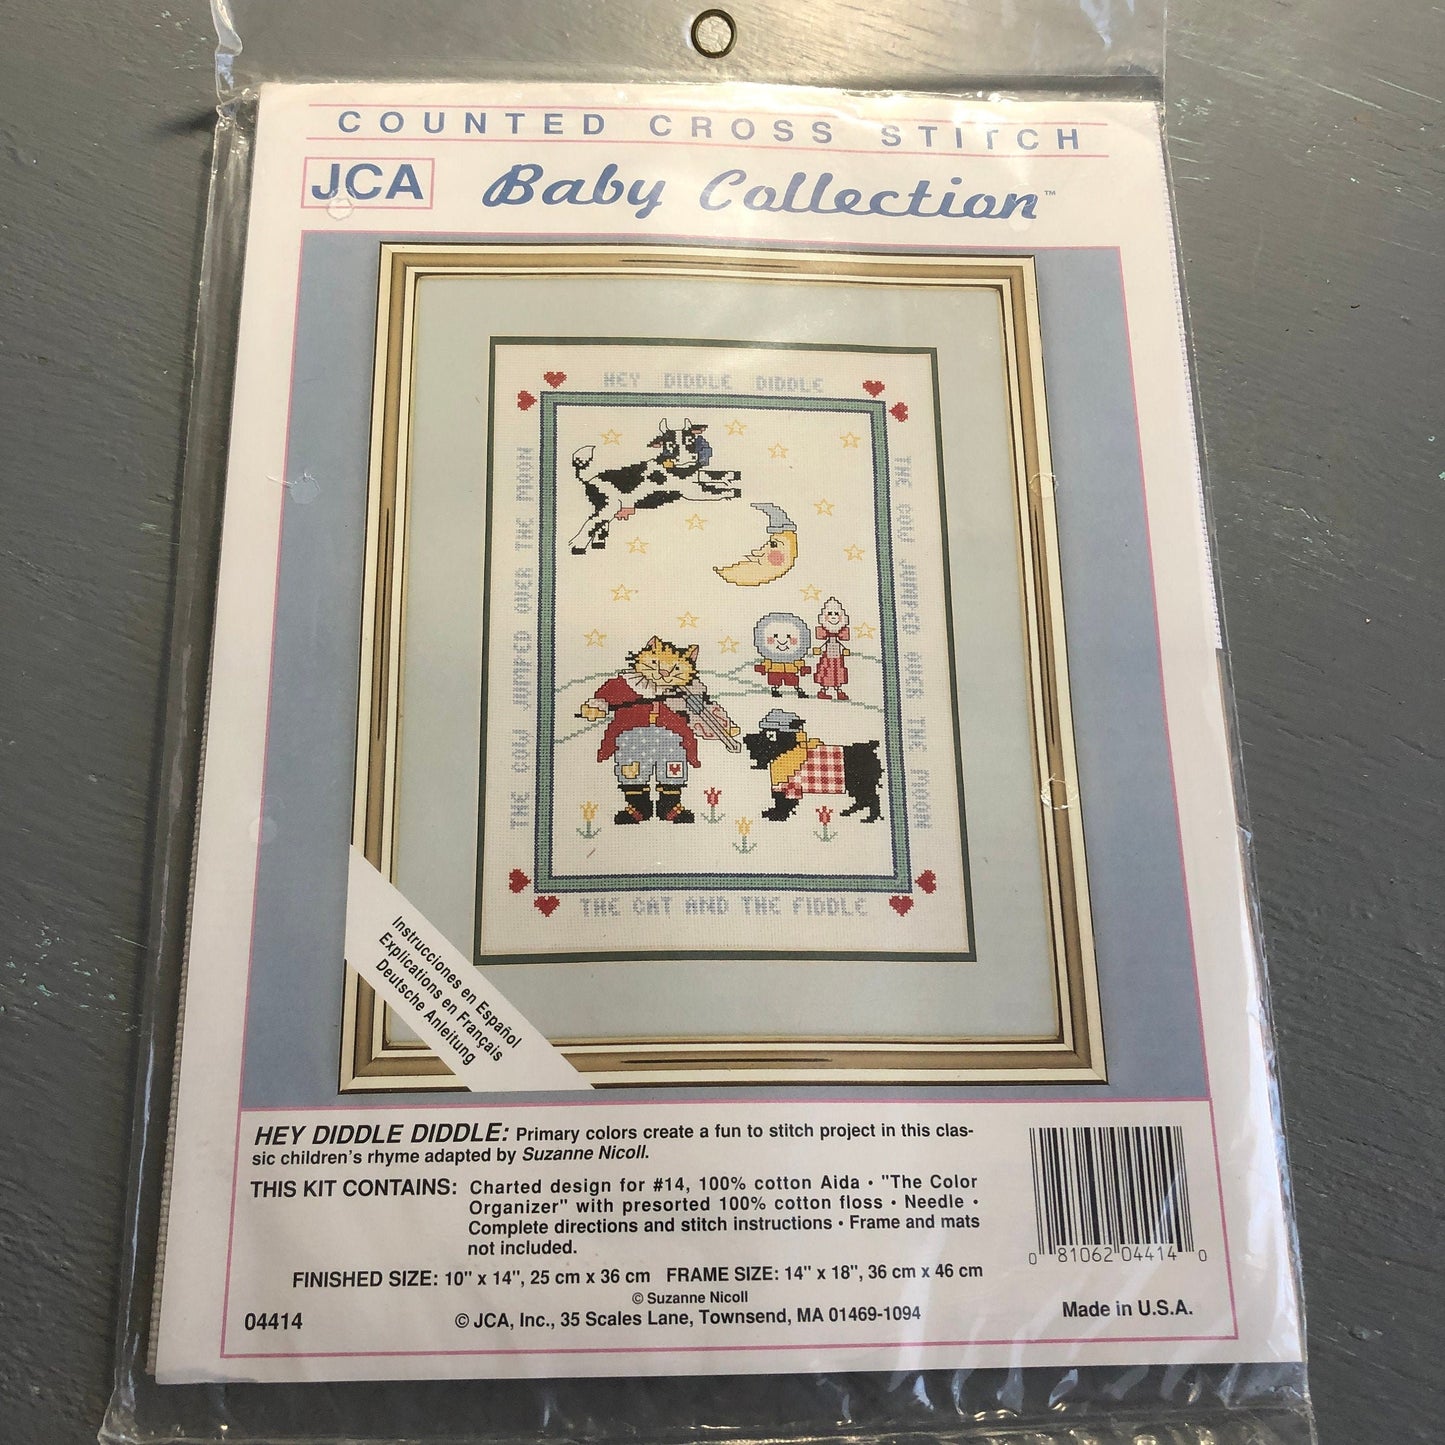 COUNTED CROSS STITCH
JCA
Baby Collection™
HEY DIDDLE DIDDLE
THE COW JUMPED OVER THE MOON
THE COW JUMPED OVER THE MOON
THE CAT AND THE FIDDLE
Instrucciones en Español
Explications en Français
Deutsche Anleitung
HEY DIDDLE DIDDLE: Primary colors create a fun to stitch project in this clas-
sic children's rhyme adapted by Suzanne Nicoll.
THIS KIT CONTAINS: Charted design for #14, 100% cotton Aida • "The Color
Organizer" with presorted 100% cotton floss • Needle •
Complete directions and stitch instructions • Frame and mats
not included.
FINISHED SIZE: 10" x 14", 25 cm x 36 cm FRAME SIZE: 14" x 18", 36 cm x 46 cm
© Suzanne Nicoll
04414
© JCA, Inc., 35 Scales Lane, Townsend, MA 01469-1094
Made in U.S.A.
0 81062 04414 0